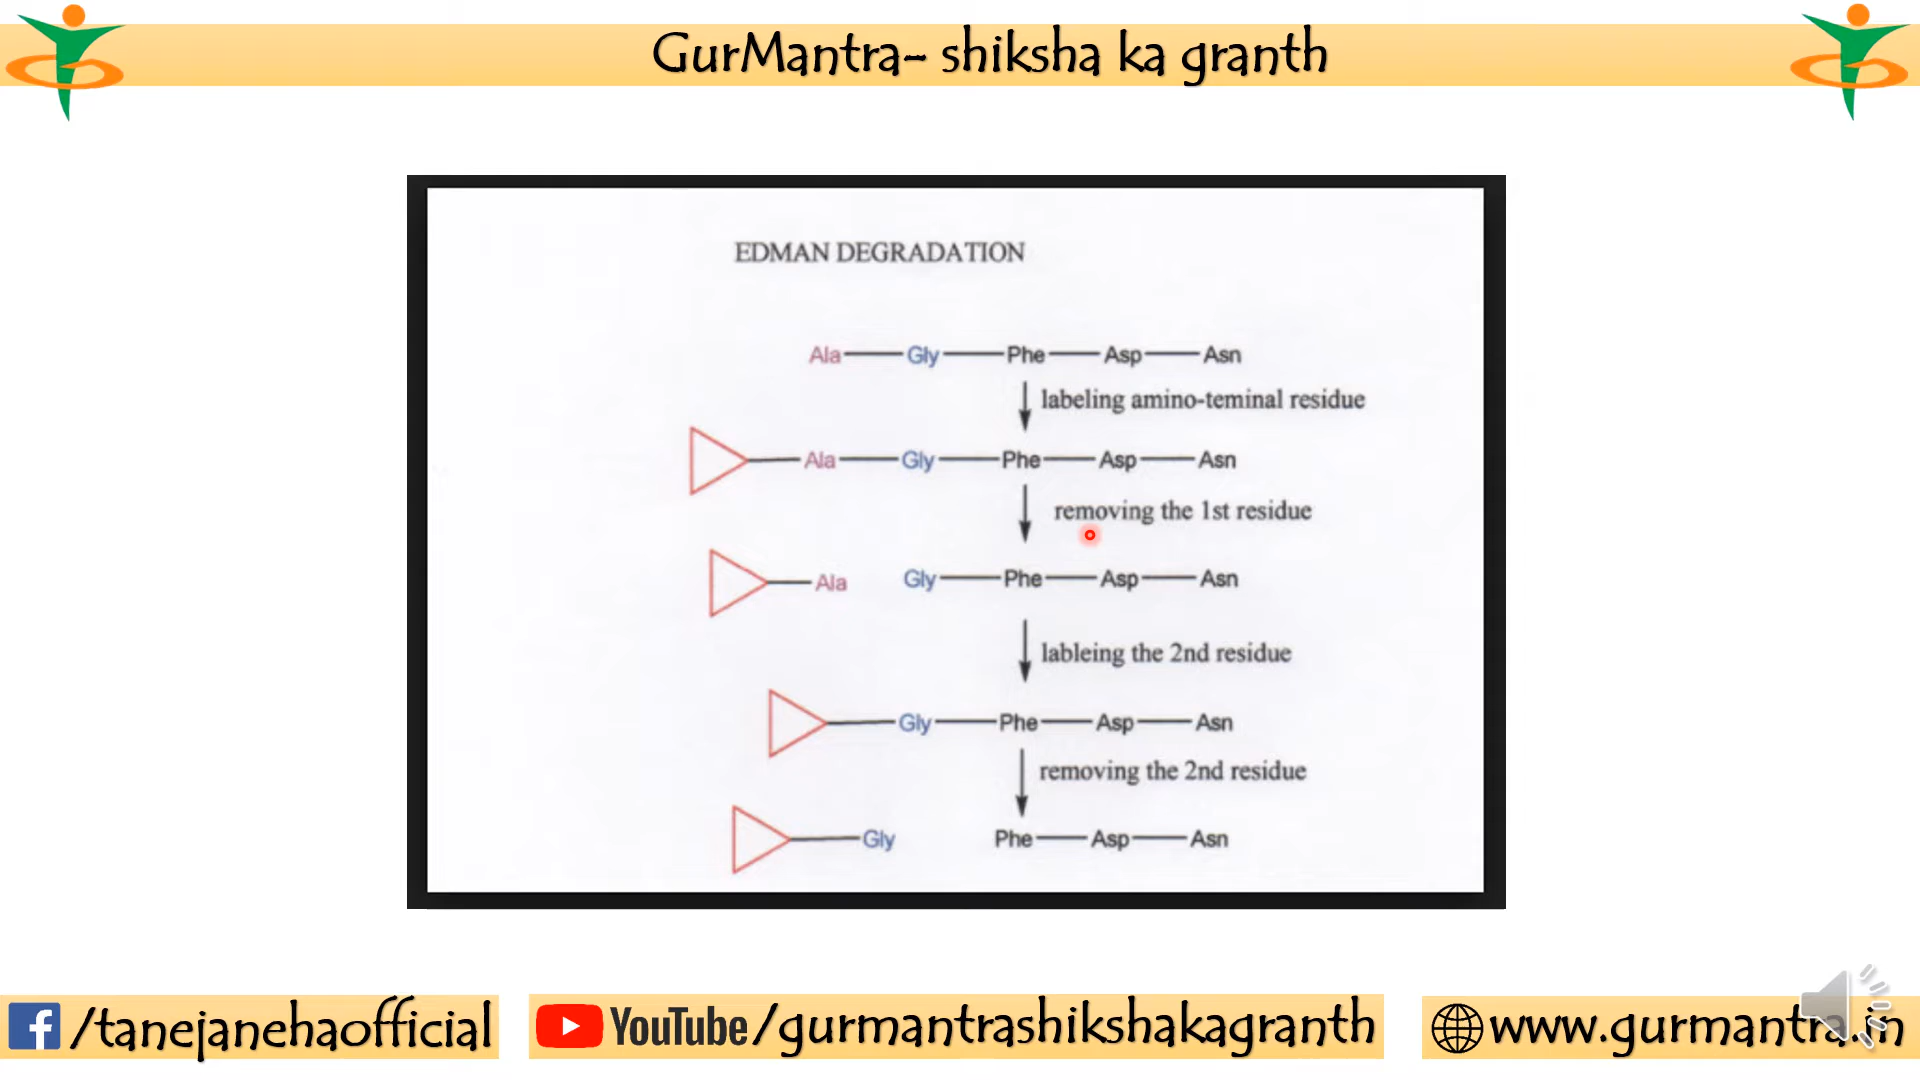 GurMantra- shiksha ka granth
EDMAN DEGRADATION
Ala Gly Phe Asp Asn
labeling amino-teminal residue
Ala Gly Phe Asp Asn
removing the 1st residue
Ala Gly Phe Asp Asn
lableing the 2nd residue
Gly Phe Asp Asn
removing the 2nd residue
Gly Phe Asp Asn
/tanejanehaofficial YouTube/gurmantrashikshakagranth www.gurmantra.in